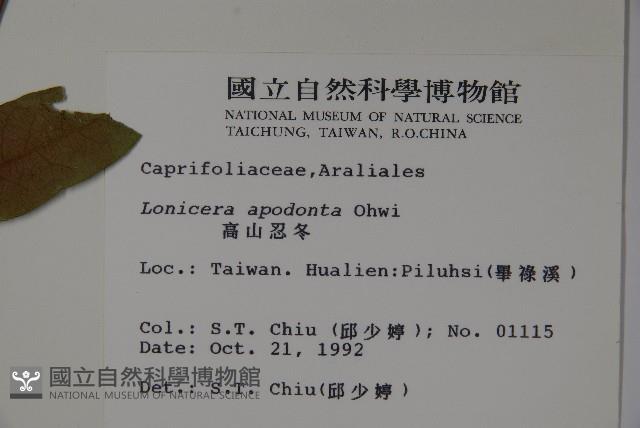 國立自然科學博物館
NATIONAL MUSEUM OF NATURAL SCIENCE
TAICHUNG, TAIWAN, R.O.CHINA
Caprifoliaceae,Araliales
Lonicera apodonta Ohwi
高山忍冬
Loc.: Taiwan. Hualien:Piluhsi(畢祿溪)
Col.: S.T. Chiu (邱少婷); No. 01115
Date: Oct. 21, 1992
Det.: S.T. Chiu(邱少婷)
國立自然科學博物館
NATIONAL MUSEUM OF NATURAL SCIENCE